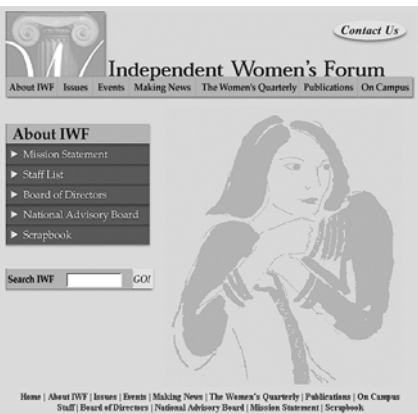 Contact Us
Independent Women's Forum
About IWF Issues Events Making News The Women's Quarterly Publications On Campus
About IWF
Mission Statement
Staff List
Board of Directors
National Advisory Board
Scrapbook
Search IWF GO!
Home | About IWF | Issues | Events | Making News | The Women's Quarterly | Publications | On Campus
Staff | Board of Directors | National Advisory Board | Mission Statement | Scrapbook